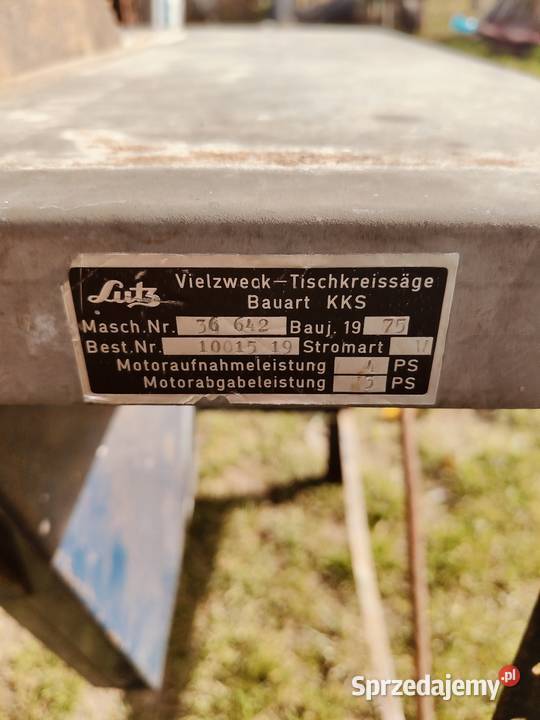 Lutz Vielzweck-Tischkreissäge
Bauart KKS
Masch.Nr. 36 642 Bauj. 19 75
Best.Nr. 10015 19 Stromart
Motoraufnahmeleistung 4 PS
Motorabgabeleistung PS
Sprzedajemy.pl